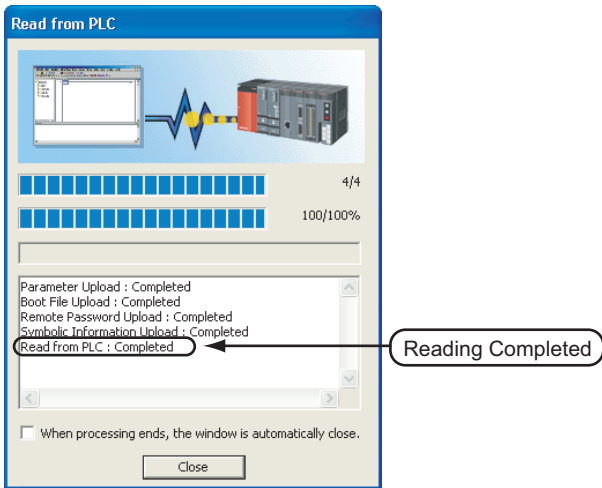 Read from PLC
4/4
100/100%
Parameter Upload : Completed
Boot File Upload : Completed
Remote Password Upload : Completed
Symbolic Information Upload : Completed
Read from PLC : Completed
Reading Completed
When processing ends, the window is automatically close.
Close